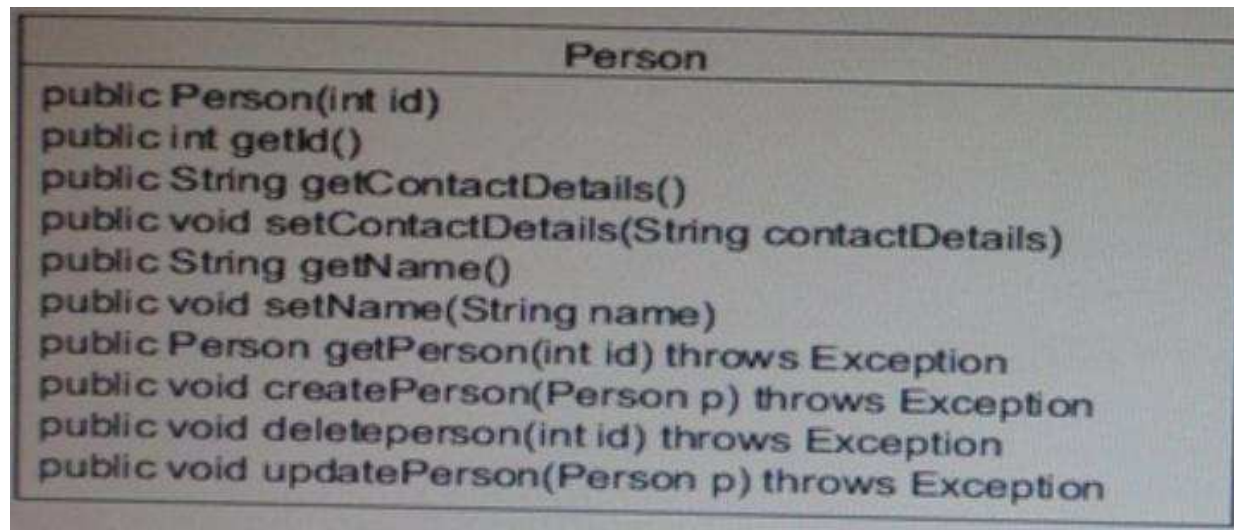 Person
public Person(int id)
public int getId()
public String getContactDetails()
public void setContactDetails(String contactDetails)
public String getName()
public void setName(String name)
public Person getPerson(int id) throws Exception
public void createPerson(Person p) throws Exception
public void deleteperson(int id) throws Exception
public void updatePerson(Person p) throws Exception